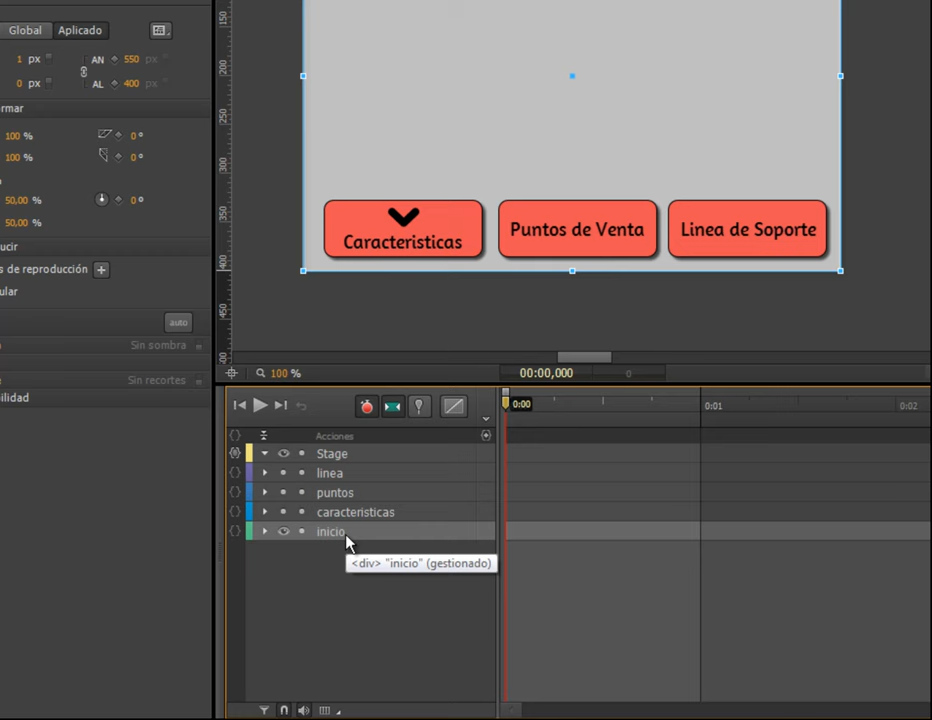 Global Aplicado
1 px AN 550 px
0 px AL 400 px
rmar
100 % 0 º
100 % 0 º
50,00 % 0 º
50,00 %
ucir
s de reproducción +
ular
auto
Sin sombra
Sin recortes
ilidad
150
200
250
300
350
400
450
500
Caracteristicas
Puntos de Venta
Linea de Soporte
100 %
00:00,000
0
0:00
0:01
0:02
Acciones
Stage
linea
puntos
caracteristicas
inicio
<div> "inicio" (gestionado)